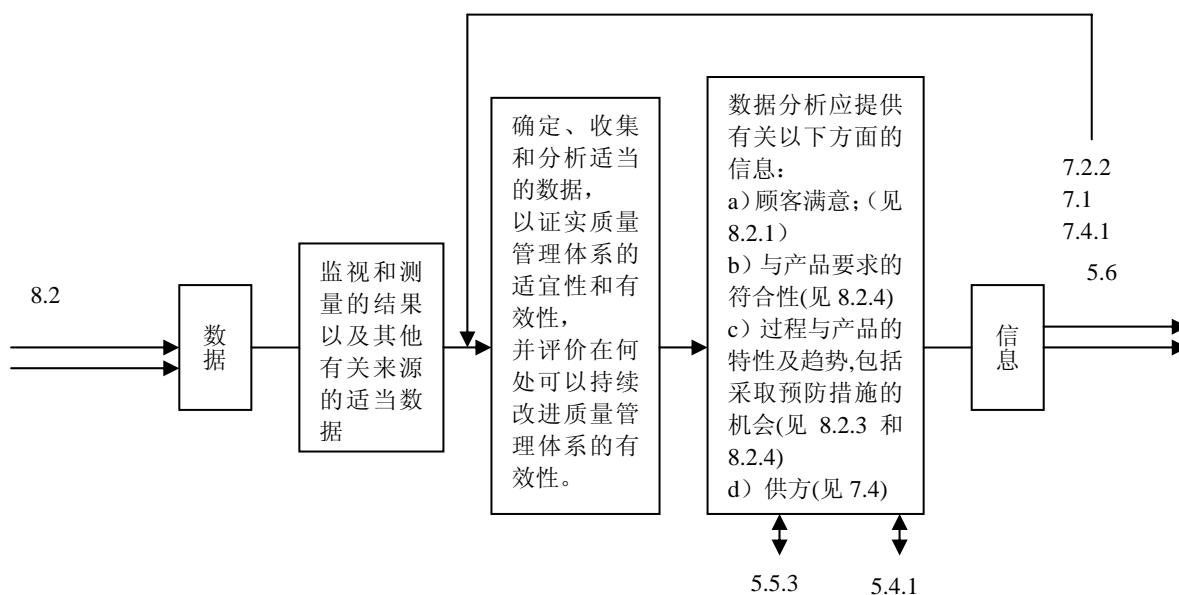 8.2
数
据
监视和测
量的结果
以及其他
有关来源
的适当数
据
确定、收集
和分析适当
的数据，
以证实质量
管理体系的
适宜性和有
效性，
并评价在何
处可以持续
改进质量管
理体系的有
效性。
数据分析应提供
有关以下方面的
信息：
a）顾客满意；（见
8.2.1）
b）与产品要求的
符合性(见 8.2.4)
c）过程与产品的
特性及趋势,包括
采取预防措施的
机会(见 8.2.3 和
8.2.4)
d）供方(见 7.4)
信
息
7.2.2
7.1
7.4.1
5.6
5.5.3
5.4.1